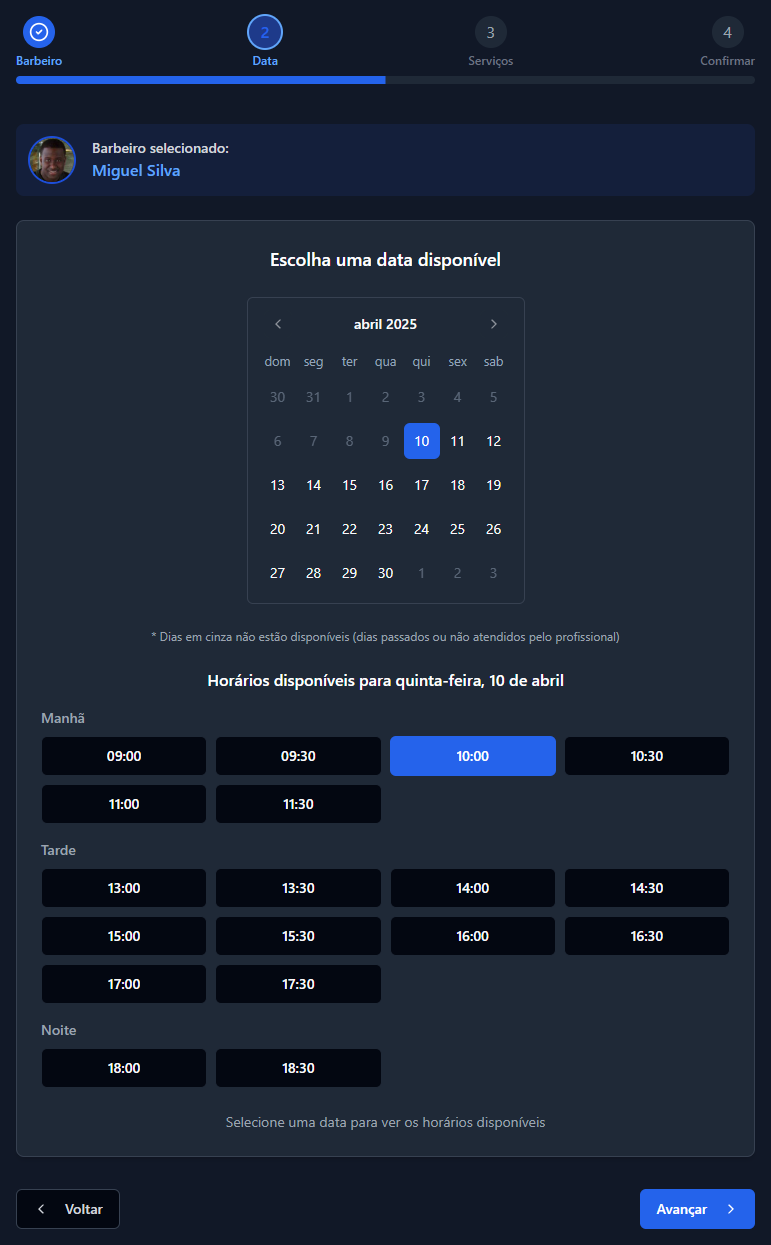 2 3 4
Barbeiro Data Serviços Confirmar
Barbeiro selecionado:
Miguel Silva
Escolha uma data disponível
abril 2025
dom seg ter qua qui sex sab
30 31 1 2 3 4 5
6 7 8 9 10 11 12
13 14 15 16 17 18 19
20 21 22 23 24 25 26
27 28 29 30 1 2 3
* Dias em cinza não estão disponíveis (dias passados ou não atendidos pelo profissional)
Horários disponíveis para quinta-feira, 10 de abril
Manhã
09:00 09:30 10:00 10:30
11:00 11:30
Tarde
13:00 13:30 14:00 14:30
15:00 15:30 16:00 16:30
17:00 17:30
Noite
18:00 18:30
Selecione uma data para ver os horários disponíveis
Voltar Avançar